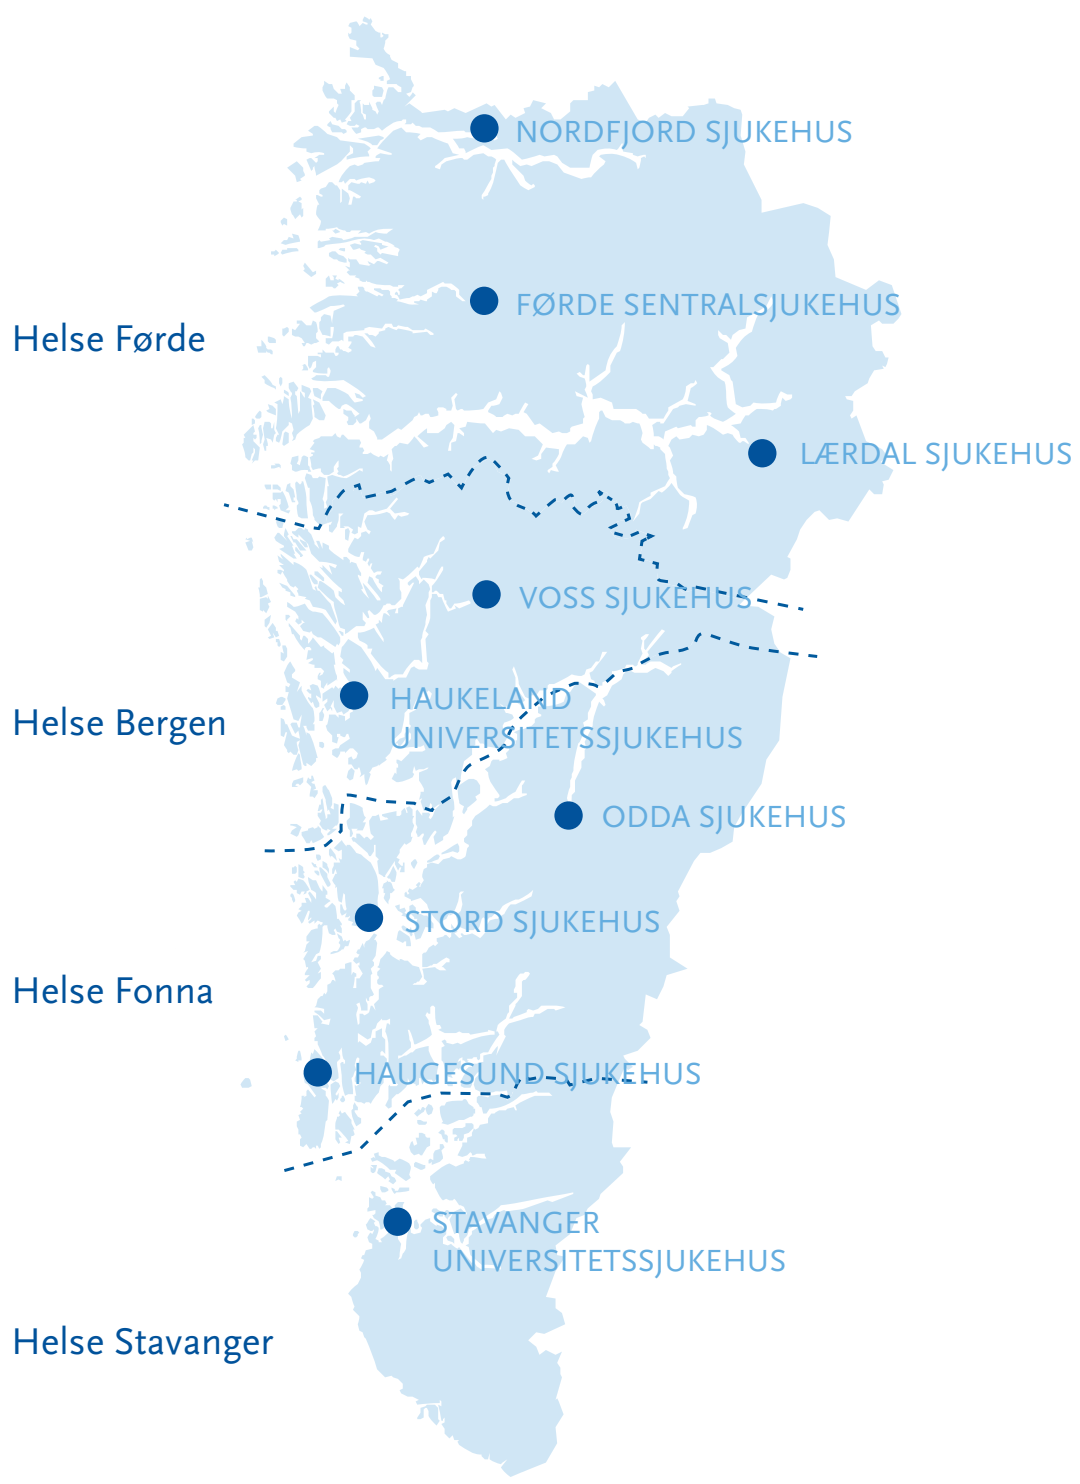 NORDFJORD SJUKEHUS
FØRDE SENTRALSJUKEHUS
Helse Førde
LÆRDAL SJUKEHUS
VOSS SJUKEHUS
HAUKELAND
UNIVERSITETSSJUKEHUS
Helse Bergen
ODDA SJUKEHUS
STORD SJUKEHUS
Helse Fonna
HAUGESUND SJUKEHUS
STAVANGER
UNIVERSITETSSJUKEHUS
Helse Stavanger